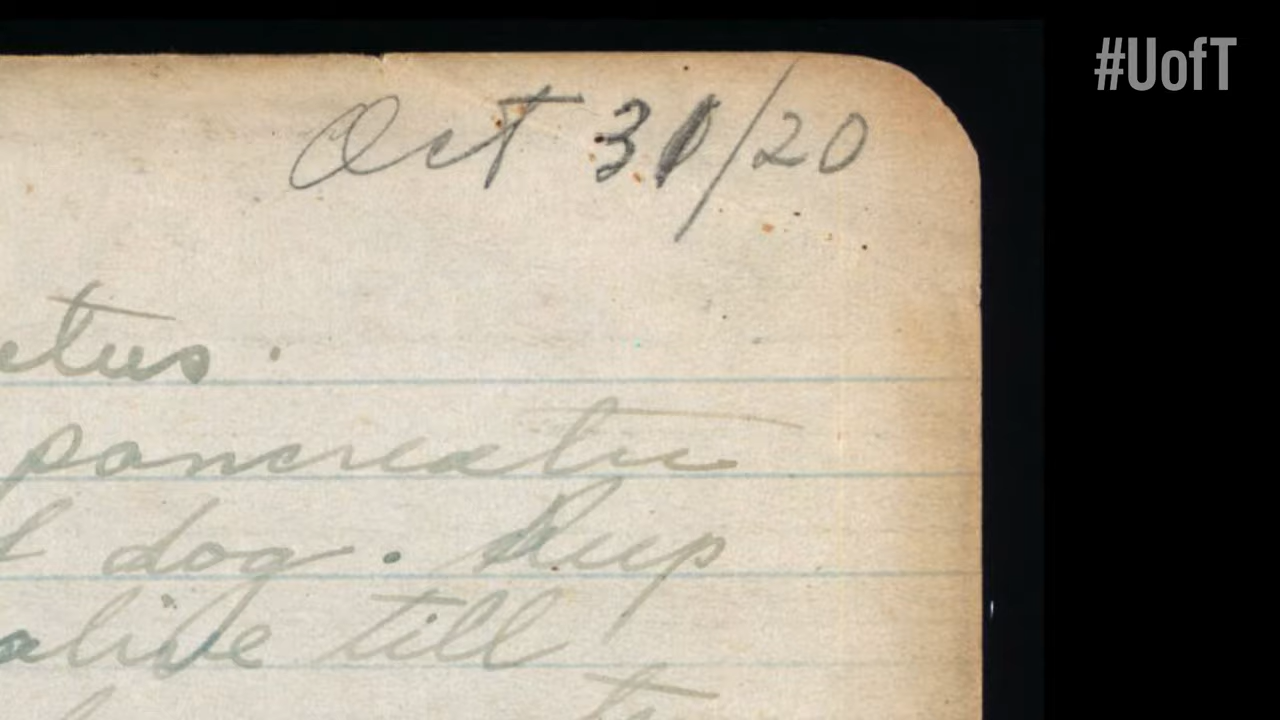 #UofT
Oct 31/20
etus.
pancreatic
dog. Keep
alive till